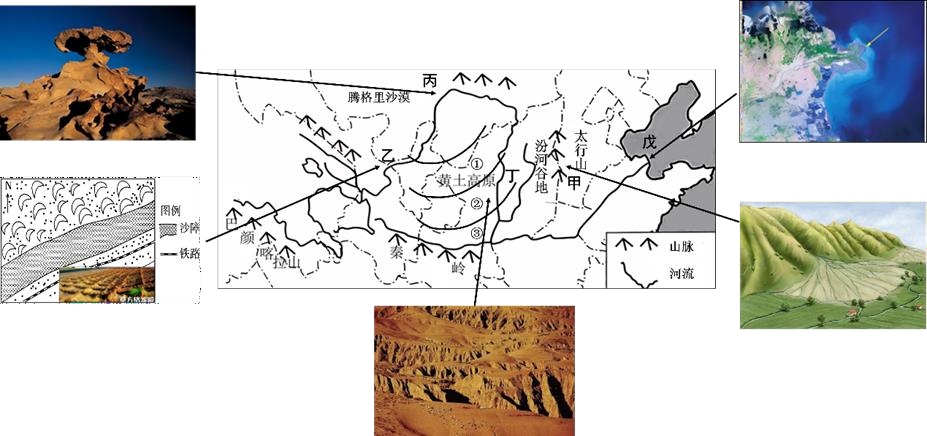 丙
腾格里沙漠
戊
太行山
汾河谷地
乙
①
丁
黄土高原
甲
②
③
巴颜喀拉山
秦岭
山脉
河流
N
图例
沙障
铁路